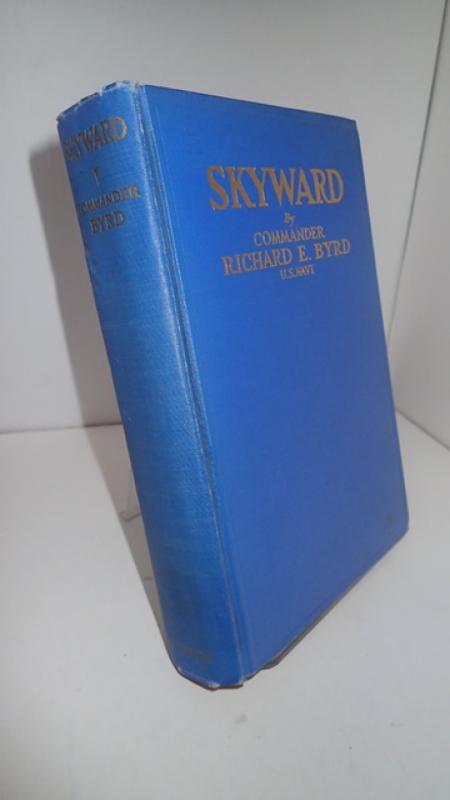 SKYWARD
COMMANDER
BYRD
SKYWARD
By
COMMANDER
RICHARD E. BYRD
U.S. NAVY